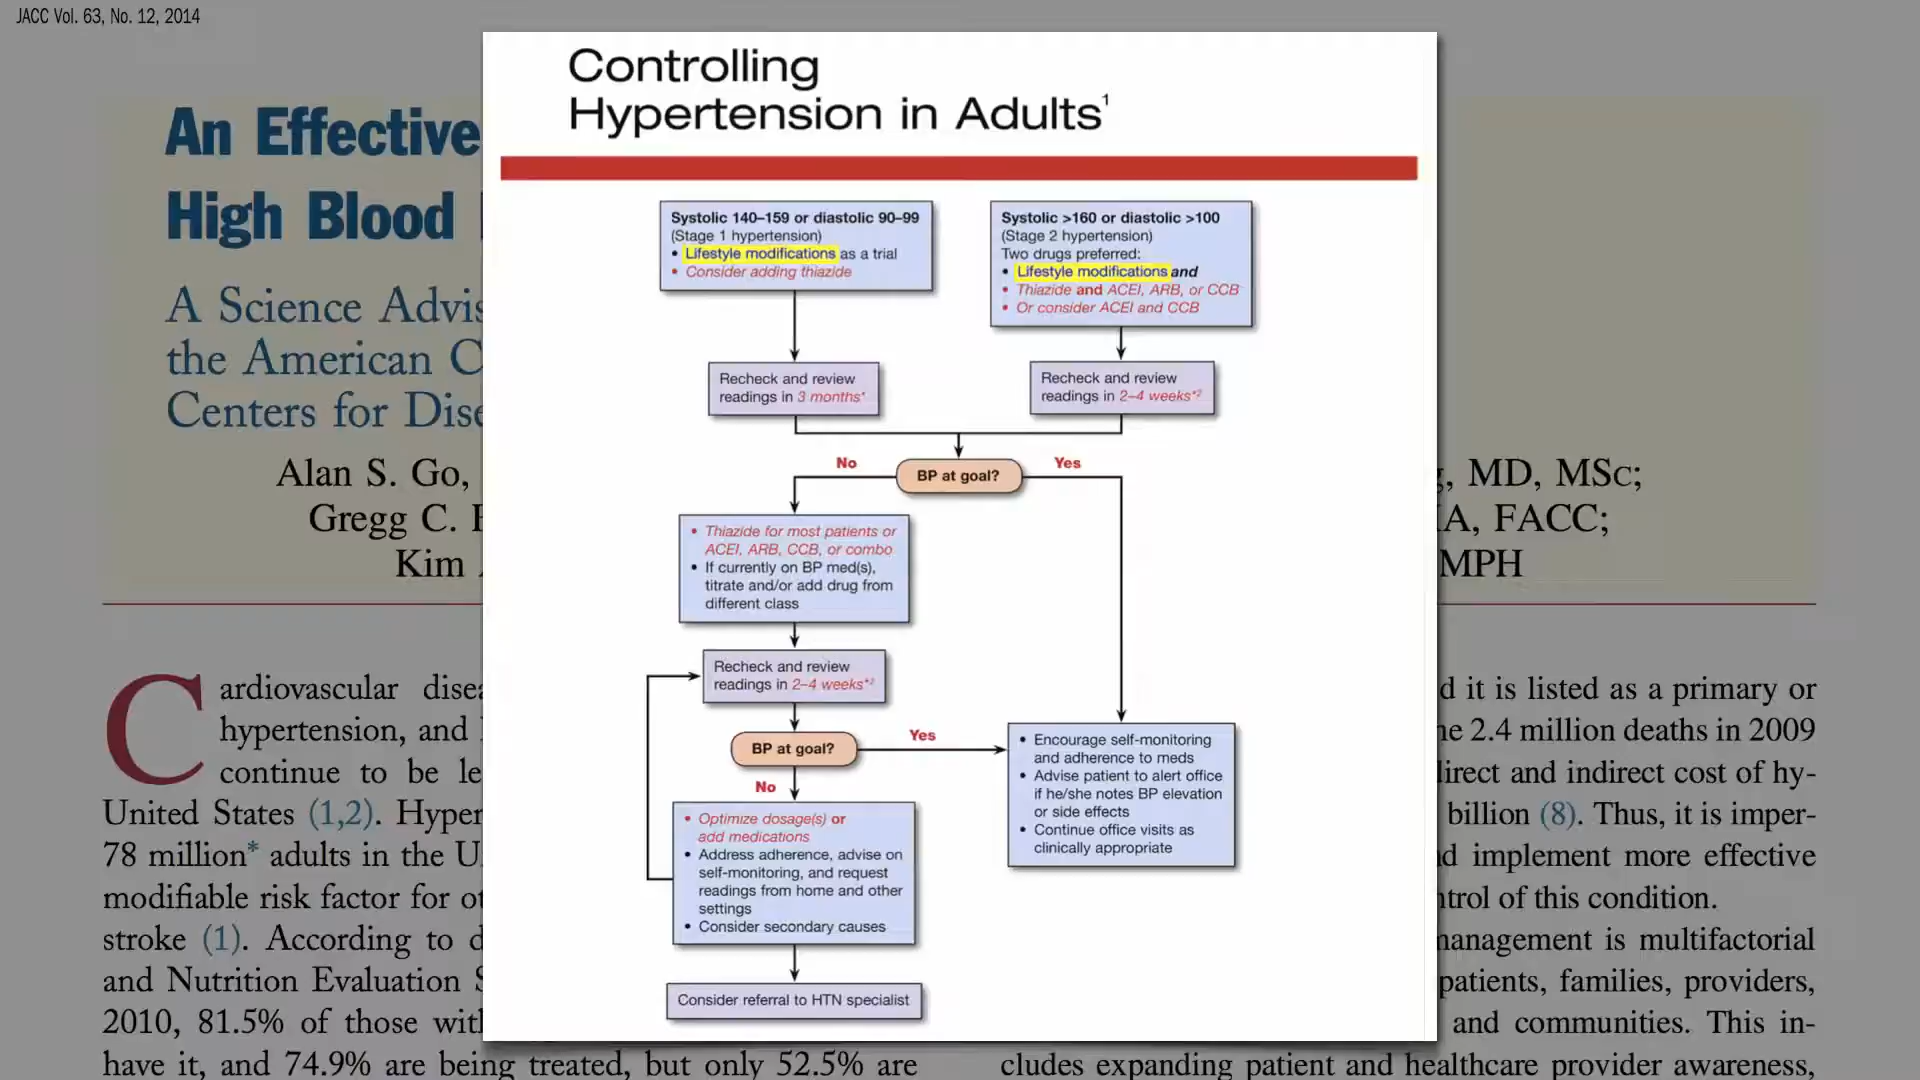 JACC Vol. 63, No. 12, 2014
Controlling
Hypertension in Adults¹
Systolic 140–159 or diastolic 90–99
(Stage 1 hypertension)
• Lifestyle modifications as a trial
• Consider adding thiazide
Systolic >160 or diastolic >100
(Stage 2 hypertension)
Two drugs preferred:
• Lifestyle modifications and
• Thiazide and ACEI, ARB, or CCB
• Or consider ACEI and CCB
Recheck and review
readings in 3 months*
Recheck and review
readings in 2–4 weeks*²
No
BP at goal?
Yes
• Thiazide for most patients or
ACEI, ARB, CCB, or combo
• If currently on BP med(s),
titrate and/or add drug from
different class
Recheck and review
readings in 2–4 weeks*²
BP at goal?
Yes
No
• Encourage self-monitoring
and adherence to meds
• Advise patient to alert office
if he/she notes BP elevation
or side effects
• Continue office visits as
clinically appropriate
• Optimize dosage(s) or
add medications
• Address adherence, advise on
self-monitoring, and request
readings from home and other
settings
• Consider secondary causes
Consider referral to HTN specialist
An Effective
High Blood
A Science
the American
Centers for
Alan S. Go,
Gregg C.
Kim
MD, MSc;
FACC;
MPH
Cardiovascular
hypertension, and
continue to be
United States (1,2).
78 million* adults in the
modifiable risk factor for
stroke (1). According to
and Nutrition Evaluation
2010, 81.5% of those
have it, and 74.9% are being treated, but only 52.5% are
it is listed as a primary or
2.4 million deaths in 2009
and indirect cost of hy-
billion (8). Thus, it is imper-
implement more effective
of this condition.
is multifactorial
patients, families, providers,
and communities. This in-
cludes expanding patient and healthcare provider awareness,